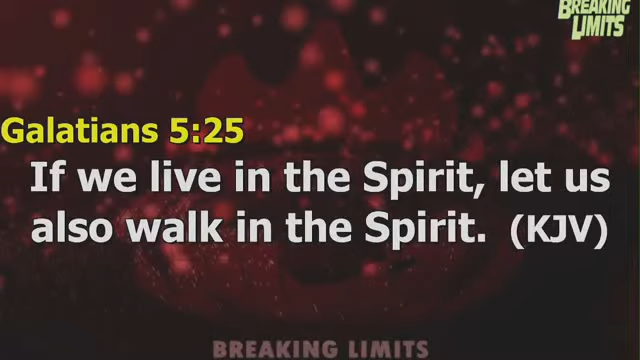 BREAKING
LIMITS
Galatians 5:25
If we live in the Spirit, let us
also walk in the Spirit. (KJV)
BREAKING LIMITS